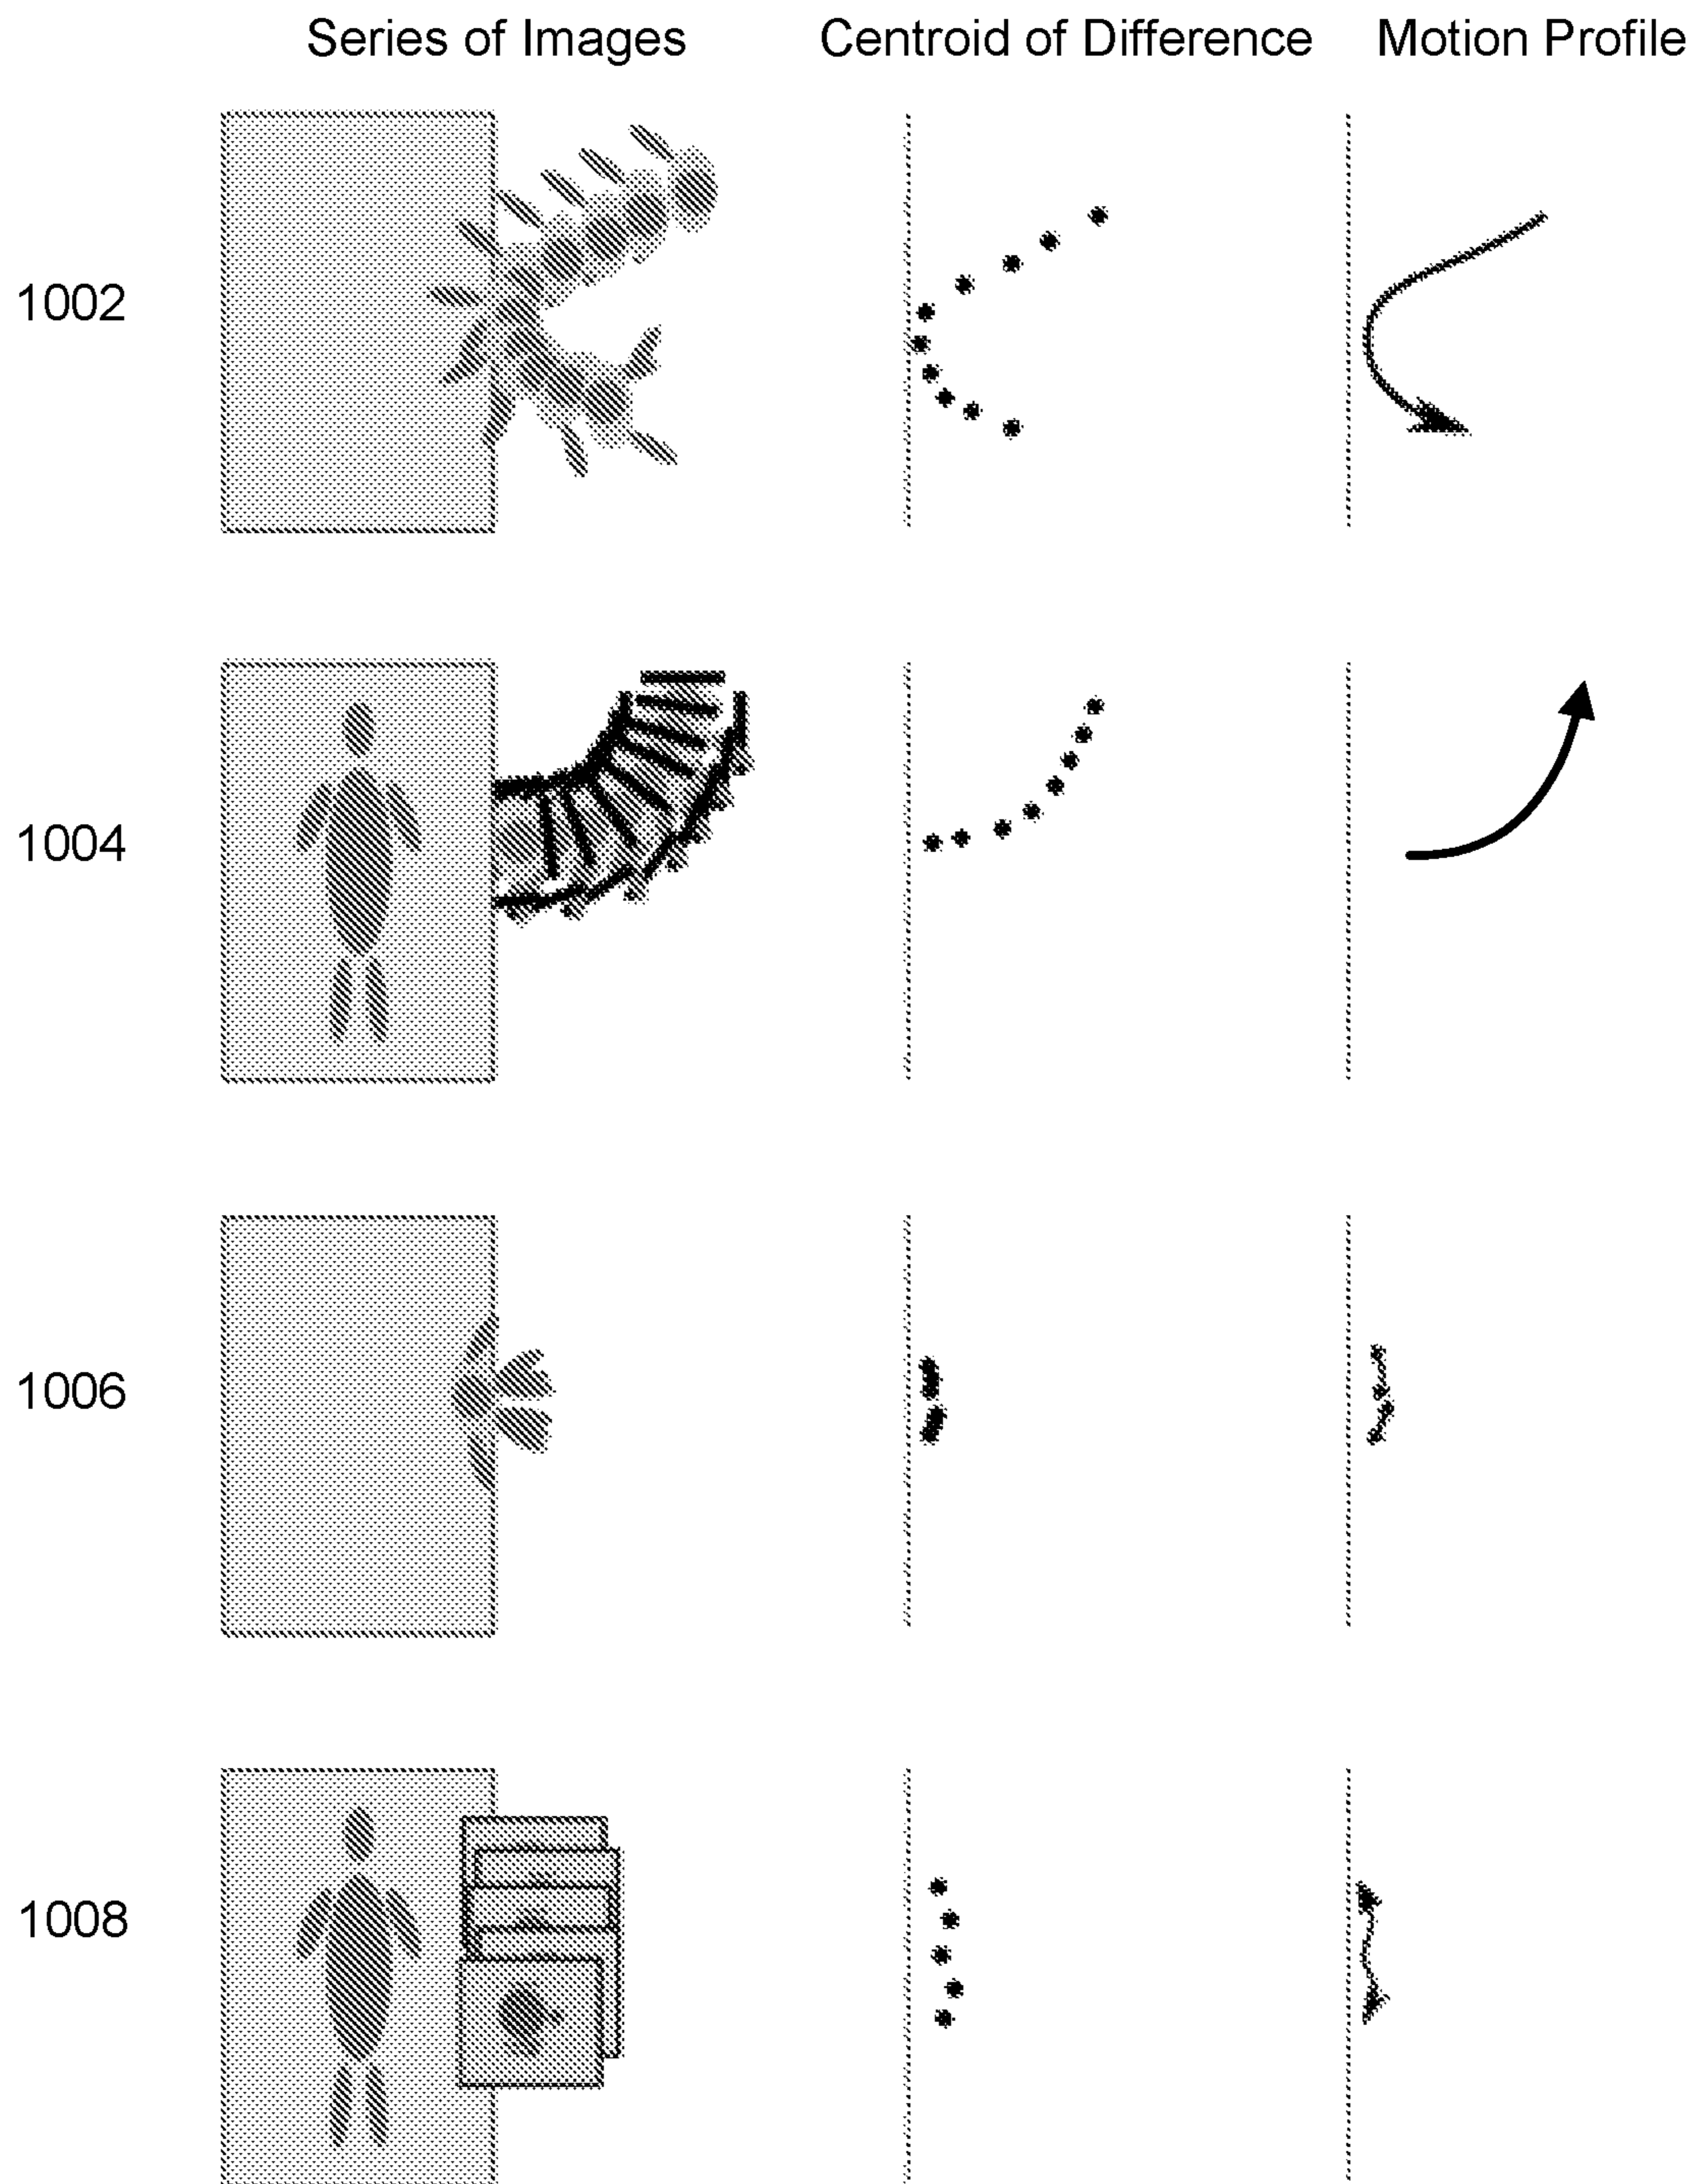 Series of Images Centroid of Difference Motion Profile
1002
1004
1006
1008